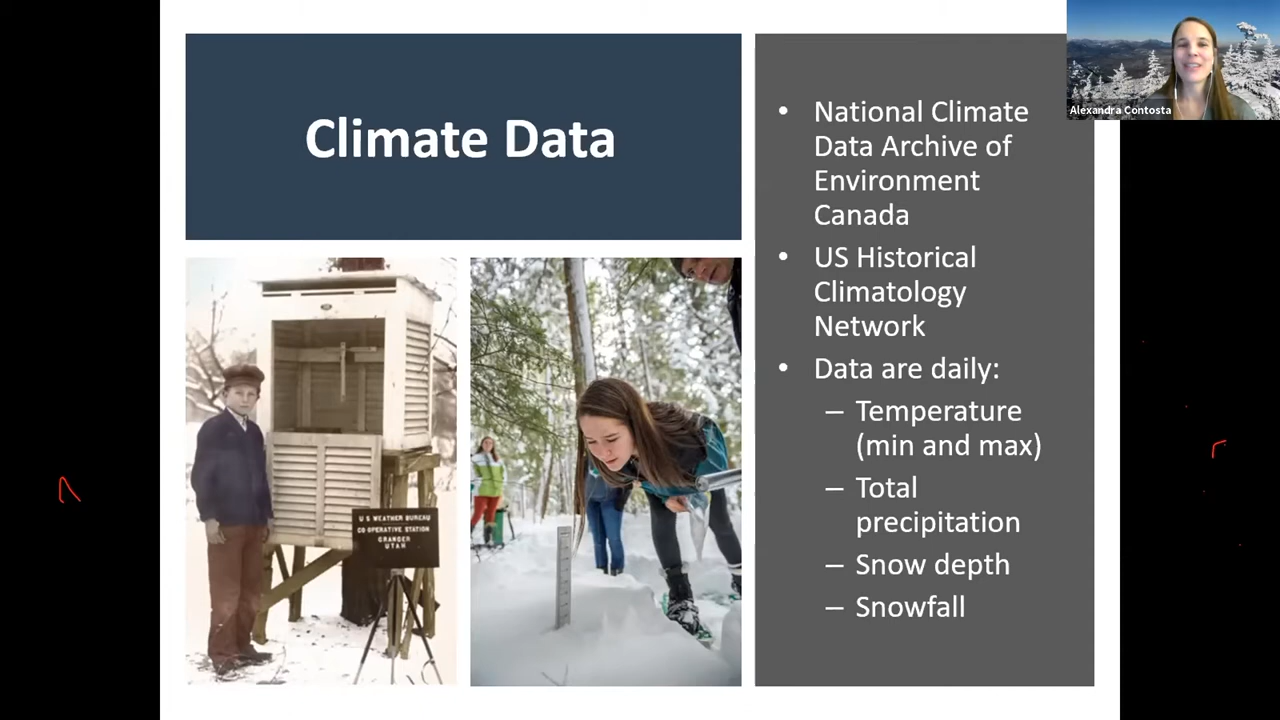 Climate Data
• National Climate
Data Archive of
Environment
Canada
• US Historical
Climatology
Network
• Data are daily:
– Temperature
(min and max)
– Total
precipitation
– Snow depth
– Snowfall
Alexandra Contosta
U S WEATHER BUREAU
CO OPERATIVE STATION
GRANGER
UTAH